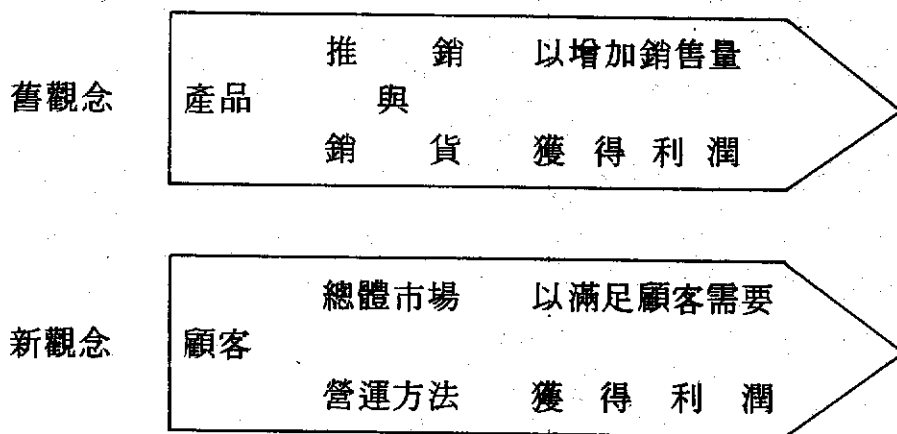 推銷 以增加銷售量
舊觀念 產品 與
銷貨 獲得利潤
總體市場 以滿足顧客需要
新觀念 顧客
營運方法 獲得利潤